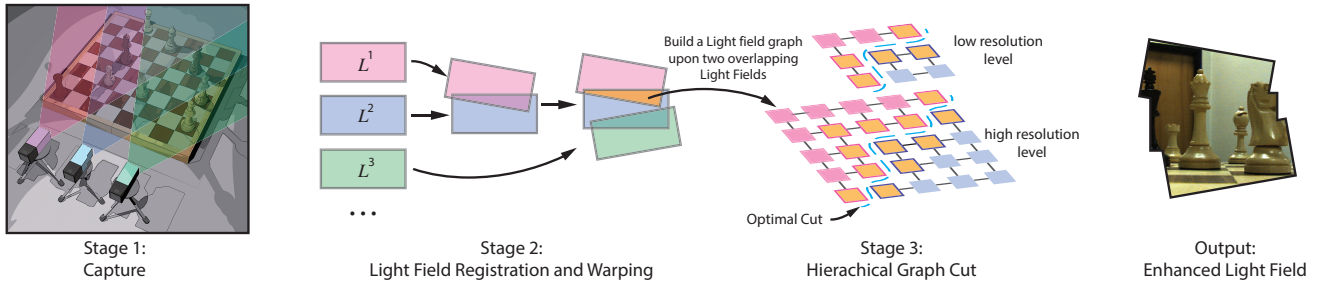 L1
L2
L3
...
Build a Light field graph
upon two overlapping
Light Fields
low resolution
level
high resolution
level
Optimal Cut
Stage 1:
Capture
Stage 2:
Light Field Registration and Warping
Stage 3:
Hierachical Graph Cut
Output:
Enhanced Light Field